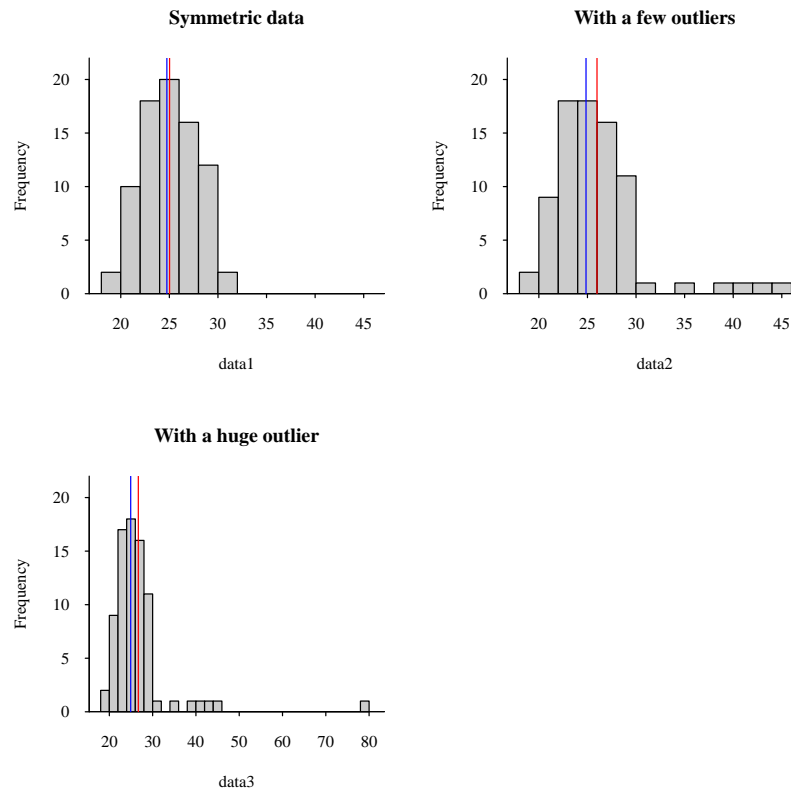 Symmetric data
Frequency
20
15
10
5
0
20 25 30 35 40 45
data1
With a few outliers
Frequency
20
15
10
5
0
20 25 30 35 40 45
data2
With a huge outlier
Frequency
20
15
10
5
0
20 30 40 50 60 70 80
data3